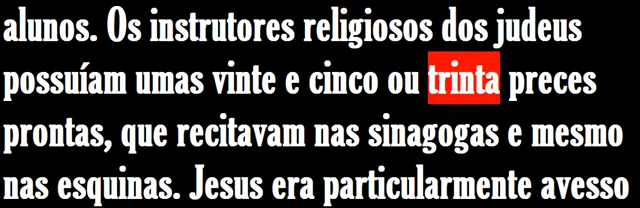 alunos. Os instrutores religiosos dos judeus
possuíam umas vinte e cinco ou trinta preces
prontas, que recitavam nas sinagogas e mesmo
nas esquinas. Jesus era particularmente avesso